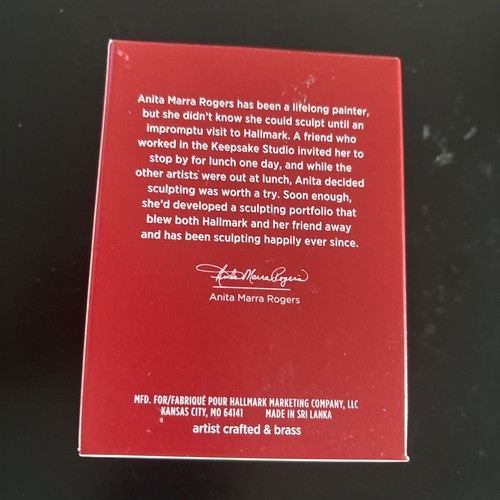 Anita Marra Rogers has been a lifelong painter,
but she didn't know she could sculpt until an
impromptu visit to Hallmark. A friend who
worked in the Keepsake Studio invited her to
stop by for lunch one day, and while the
other artists were out at lunch, Anita decided
sculpting was worth a try. Soon enough,
she'd developed a sculpting portfolio that
blew both Hallmark and her friend away
and has been sculpting happily ever since.
Anita Marra Rogers
Anita Marra Rogers
MFD. FOR/FABRIQUÉ POUR HALLMARK MARKETING COMPANY, LLC
KANSAS CITY, MO 64141 MADE IN SRI LANKA
artist crafted & brass